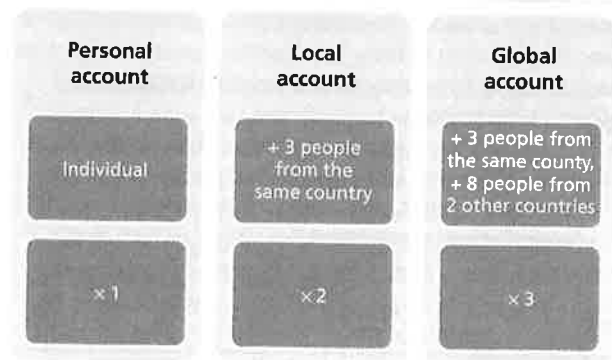 Personal
account
Individual
× 1
Local
account
+ 3 people
from the
same country
× 2
Global
account
+ 3 people from
the same county,
+ 8 people from
2 other countries
× 3